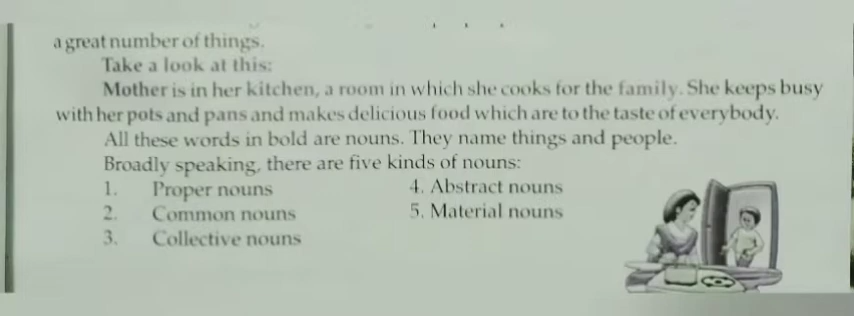 a great number of things.
Take a look at this:
Mother is in her kitchen, a room in which she cooks for the family. She keeps busy
with her pots and pans and makes delicious food which are to the taste of everybody.
All these words in bold are nouns. They name things and people.
Broadly speaking, there are five kinds of nouns:
1. Proper nouns 4. Abstract nouns
2. Common nouns 5. Material nouns
3. Collective nouns